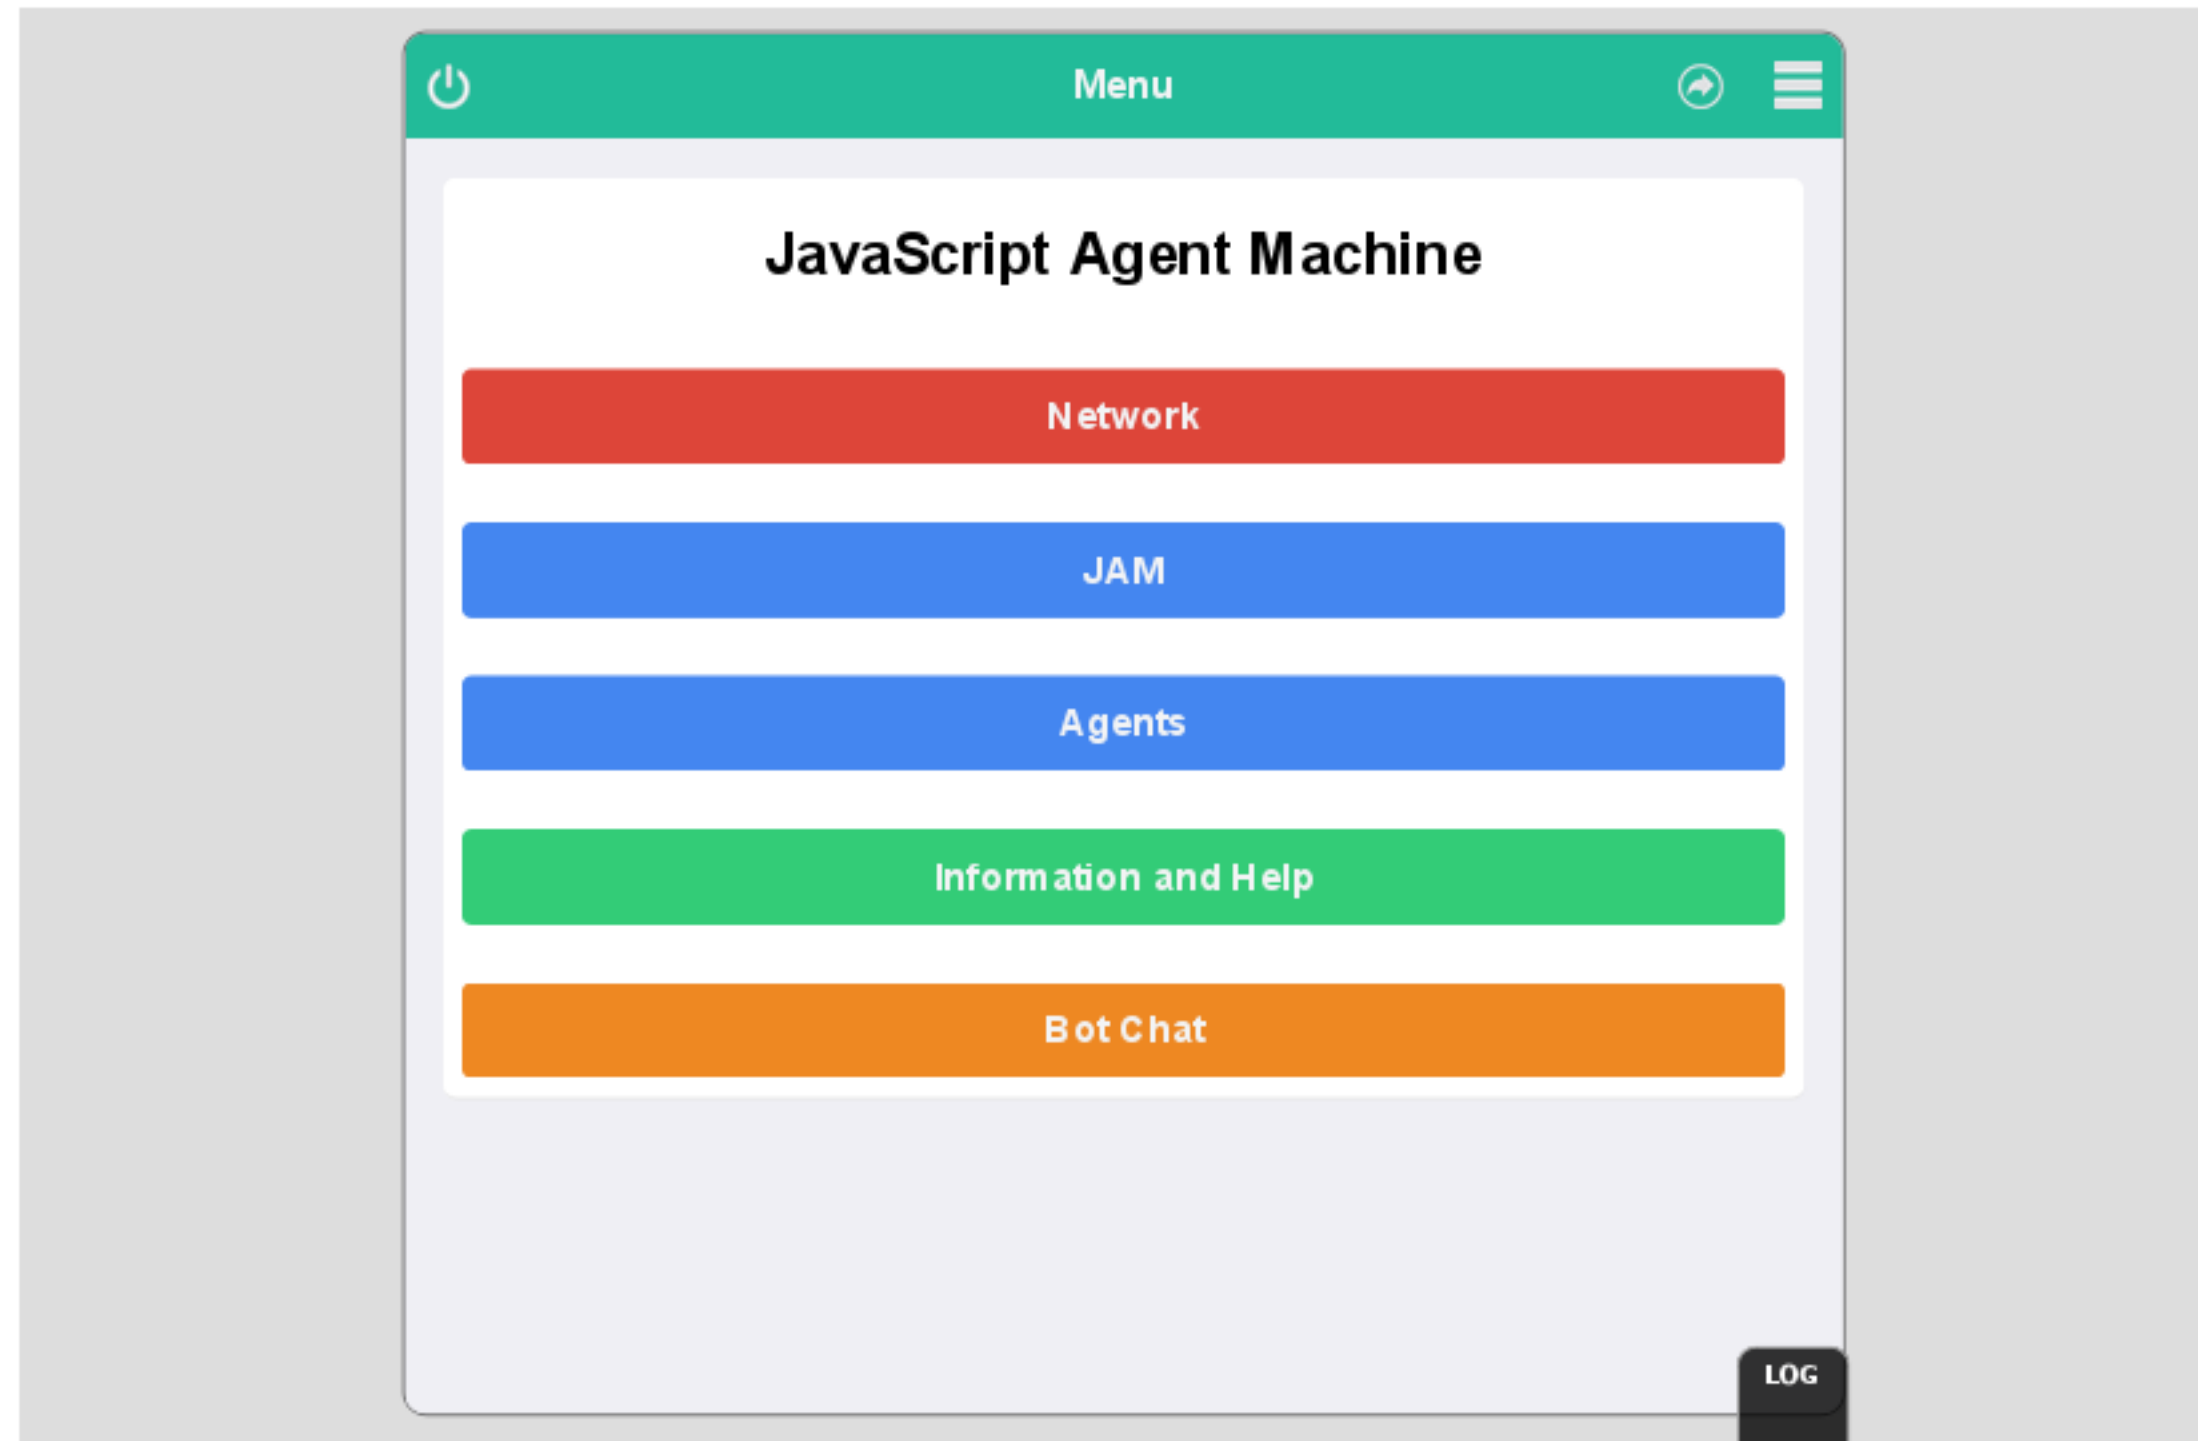 Menu
JavaScript Agent Machine
Network
JAM
Agents
Information and Help
Bot Chat
LOG